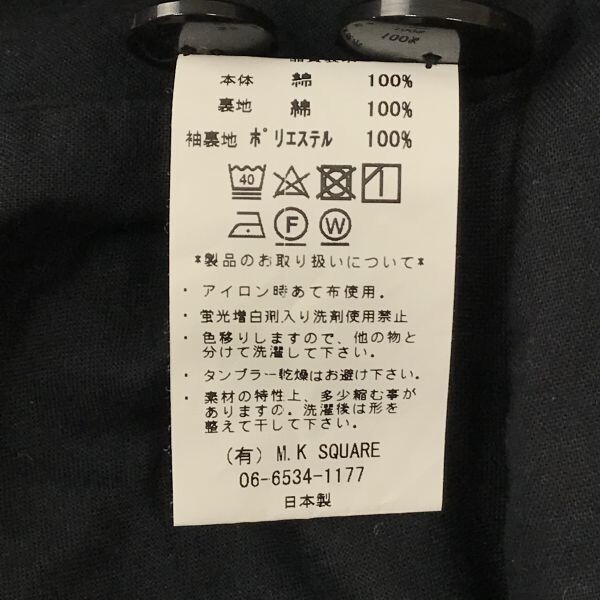 100%
本体 綿 100%
裏地 綿 100%
袖裏地 ポリエステル 100%
40
F W
*製品のお取り扱いについて*
・アイロン時あて布使用。
・蛍光増白剤入り洗剤使用禁止
・色移りしますので、他の物と
分けて洗濯して下さい。
・タンブラー乾燥はお避け下さい。
・素材の特性上、多少縮む事が
ありますの。洗濯後は形を
整えて干して下さい。
(有) M.K SQUARE
06-6534-1177
日本製